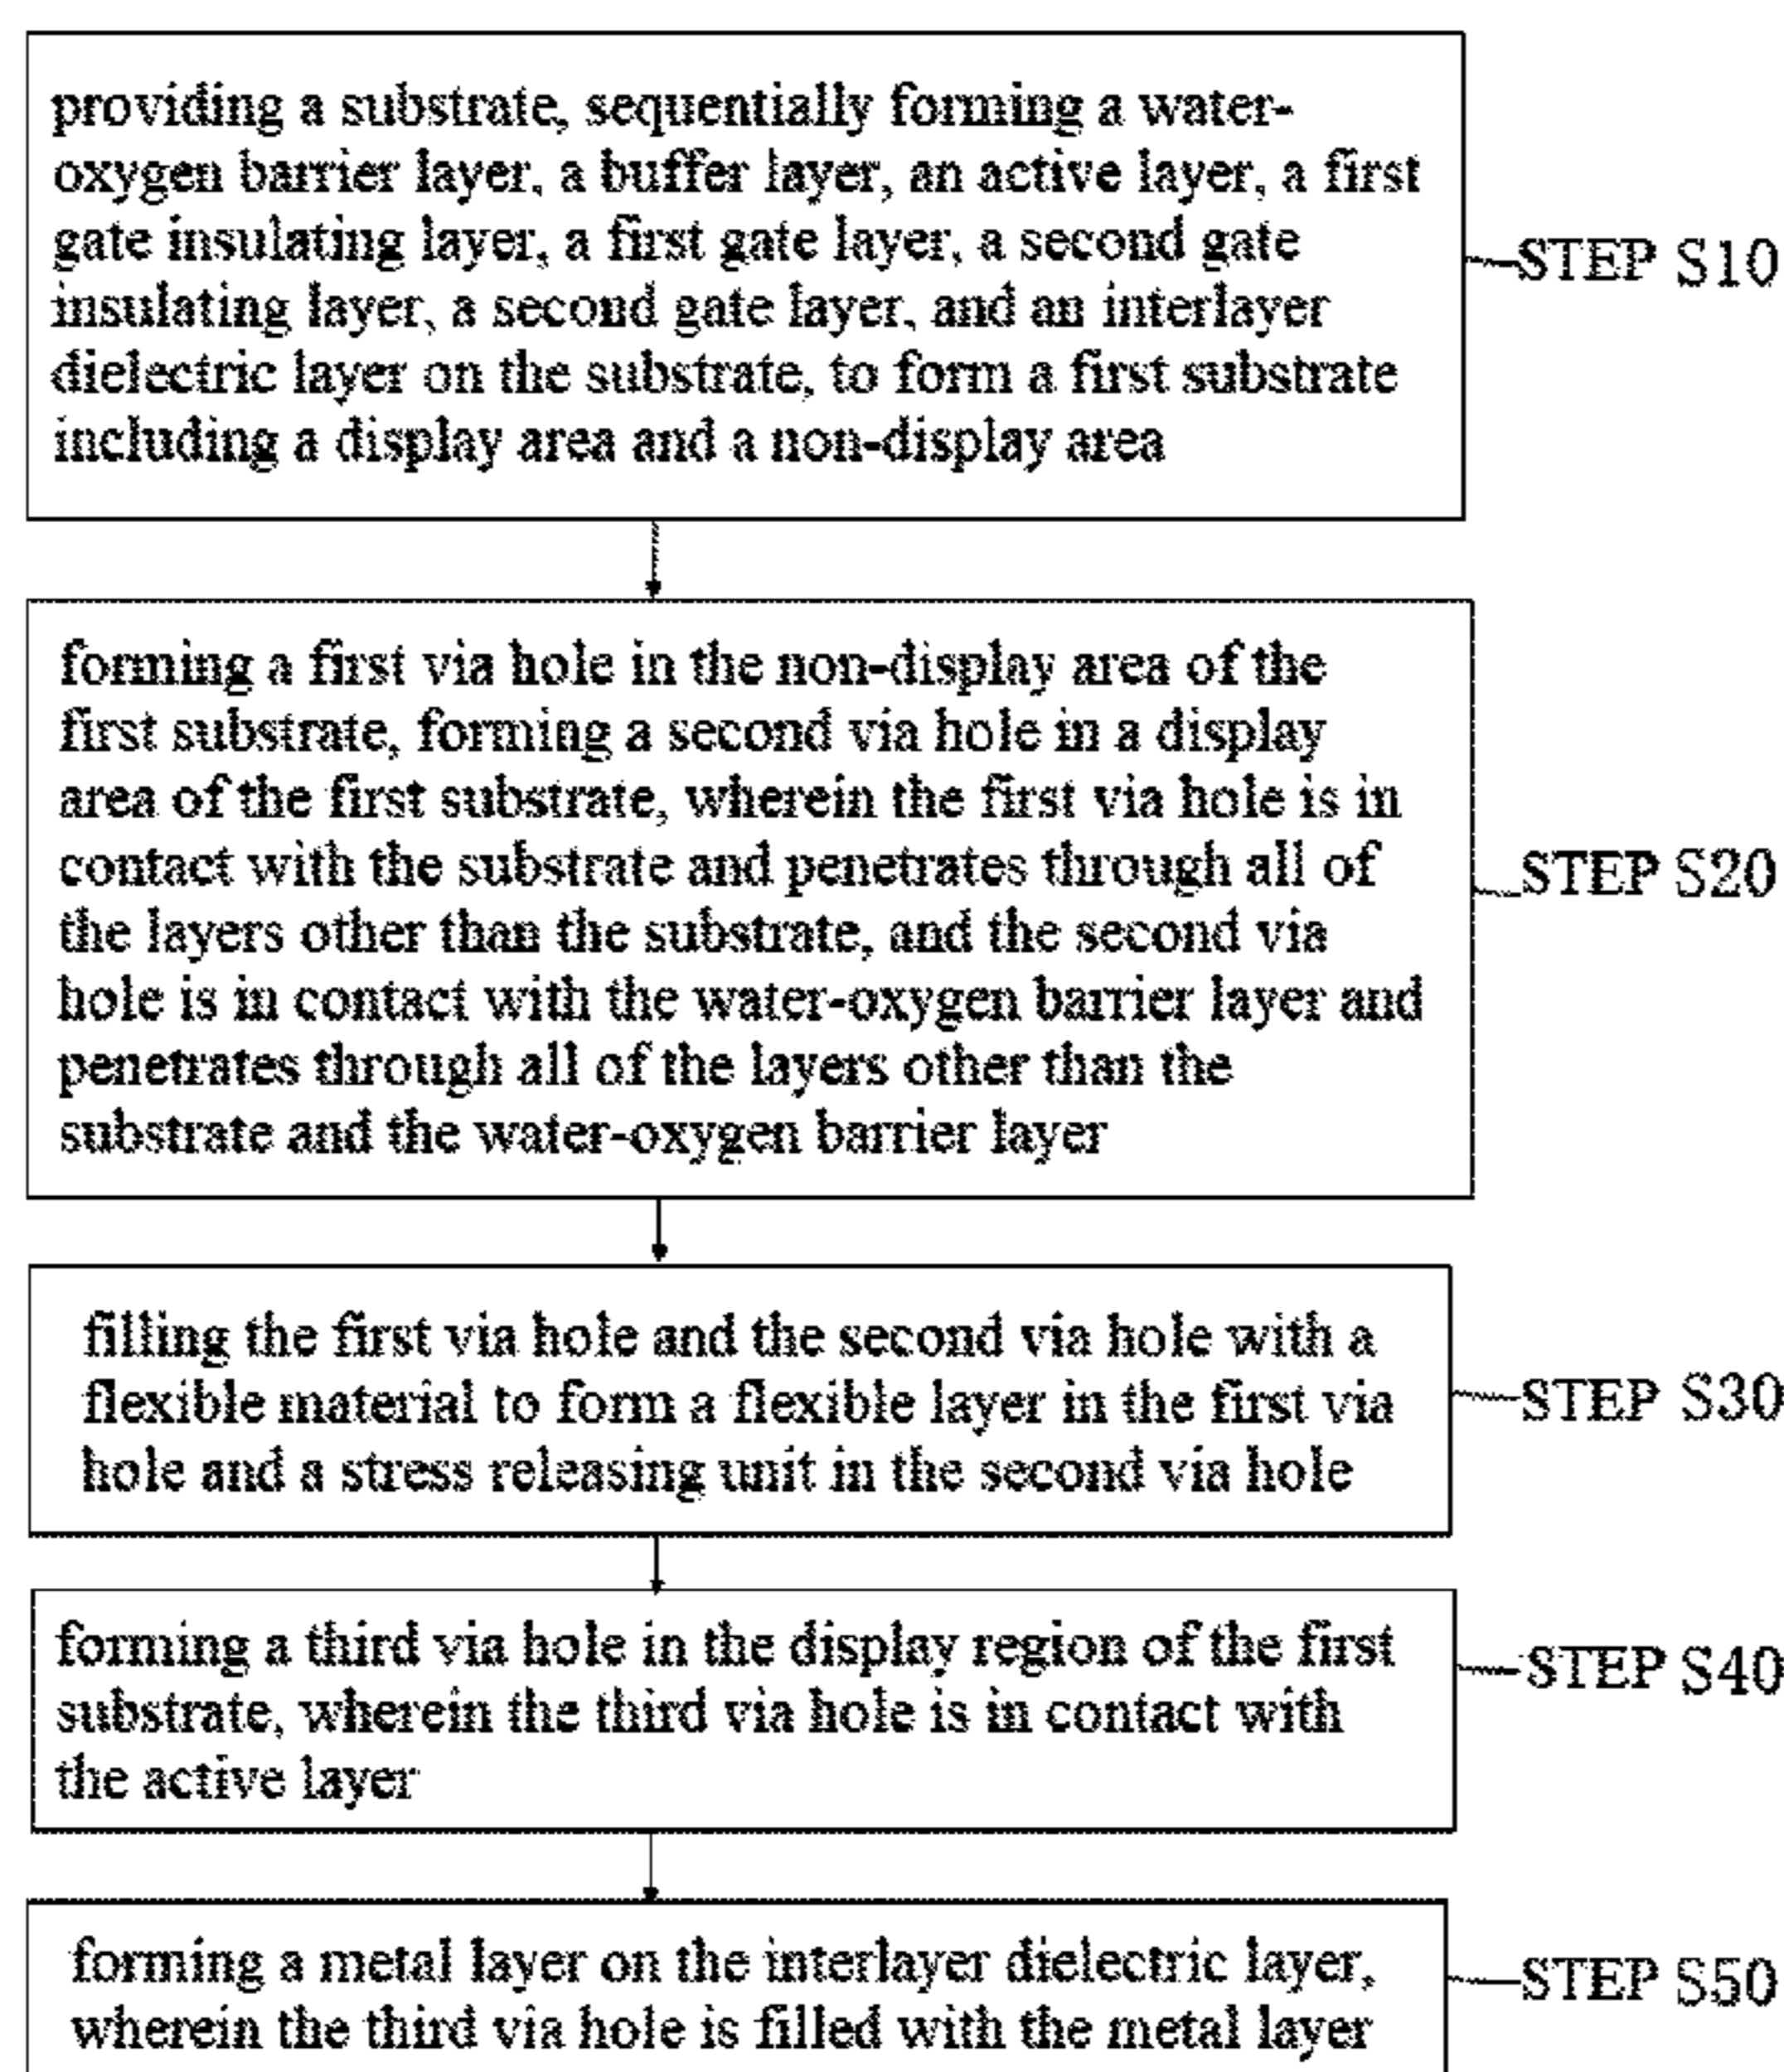 providing a substrate, sequentially forming a water-
oxygen barrier layer, a buffer layer, an active layer, a first
gate insulating layer, a first gate layer, a second gate
insulating layer, a second gate layer, and an interlayer
dielectric layer on the substrate, to form a first substrate
including a display area and a non-display area
STEP S10
forming a first via hole in the non-display area of the
first substrate, forming a second via hole in a display
area of the first substrate, wherein the first via hole is in
contact with the substrate and penetrates through all of
the layers other than the substrate, and the second via
hole is in contact with the water-oxygen barrier layer and
penetrates through all of the layers other than the
substrate and the water-oxygen barrier layer
STEP S20
filling the first via hole and the second via hole with a
flexible material to form a flexible layer in the first via
hole and a stress releasing unit in the second via hole
STEP S30
forming a third via hole in the display region of the first
substrate, wherein the third via hole is in contact with
the active layer
STEP S40
forming a metal layer on the interlayer dielectric layer,
wherein the third via hole is filled with the metal layer
STEP S50